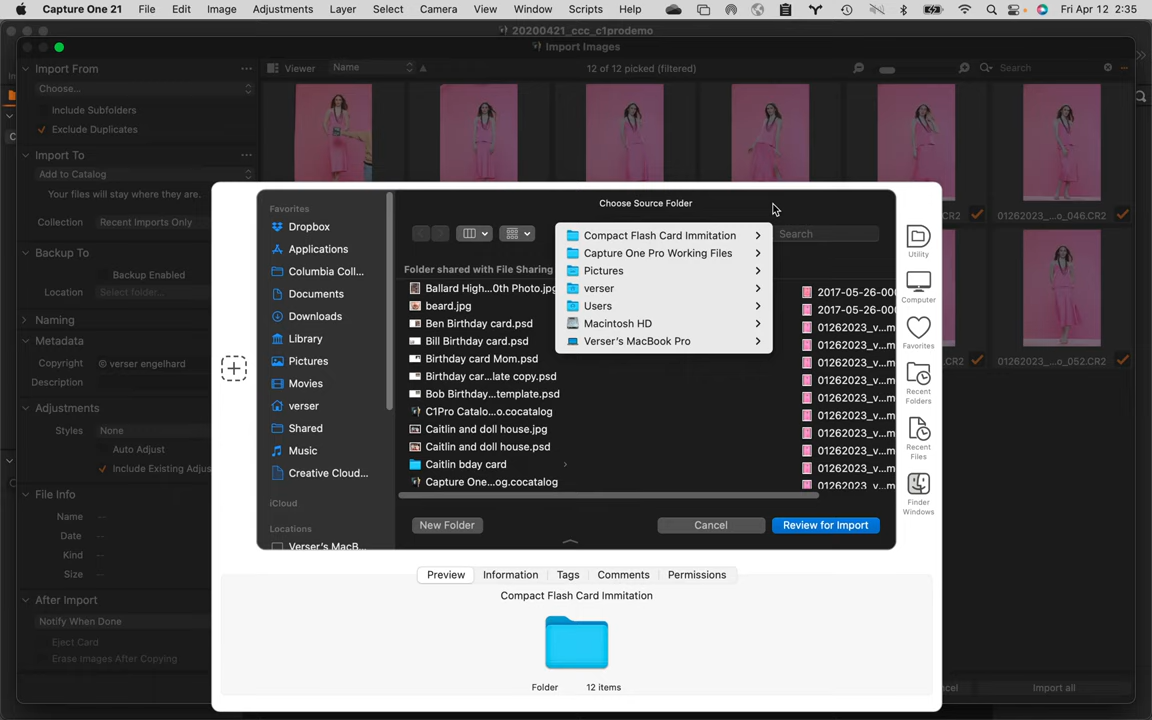 Capture One 21 File Edit Image Adjustments Layer Select Camera View Window Scripts Help Fri Apr 12 2:35
20200421_ccc_c1prodemo
Import Images
Import From
Viewer
Name
12 of 12 picked (filtered)
Search
Choose...
Include Subfolders
Exclude Duplicates
Import To
Add to Catalog
Your files will stay where they are.
Collection Recent Imports Only
Backup To
Backup Enabled
Location Select folder...
Naming
Metadata
Copyright © verser engelhard
Description
Adjustments
Styles None
Auto Adjust
Include Existing Adjus
File Info
Name --
Date --
Kind --
Size --
After Import
Notify When Done
Eject Card
Erase Images After Copying
CR2
01262023_...o_046.CR2
CR2
01262023_...o_052.CR2
Import all
Choose Source Folder
Search
Favorites
Dropbox
Applications
Columbia Coll...
Documents
Downloads
Library
Pictures
Movies
verser
Shared
Music
Creative Cloud...
iCloud
Locations
Verser's MacB...
Folder shared with File Sharing
Ballard High...0th Photo.jpg
beard.jpg
Ben Birthday card.psd
Bill Birthday card.psd
Birthday card Mom.psd
Birthday car...late copy.psd
Bob Birthday...template.psd
C1Pro Catalo...o.cocatalog
Caitlin and doll house.jpg
Caitlin and doll house.psd
Caitlin bday card
Capture One...og.cocatalog
Compact Flash Card Immitation
Capture One Pro Working Files
Pictures
verser
Users
Macintosh HD
Verser's MacBook Pro
2017-05-26-00
2017-05-26-00
01262023_v...m
01262023_v...m
01262023_v...m
01262023_v...m
01262023_v...m
01262023_v...m
01262023_v...m
01262023_v...m
01262023_v...m
01262023_v...m
New Folder
Cancel
Review for Import
Utility
Computer
Favorites
Recent
Folders
Recent
Files
Finder
Windows
Preview Information Tags Comments Permissions
Compact Flash Card Immitation
Folder 12 items